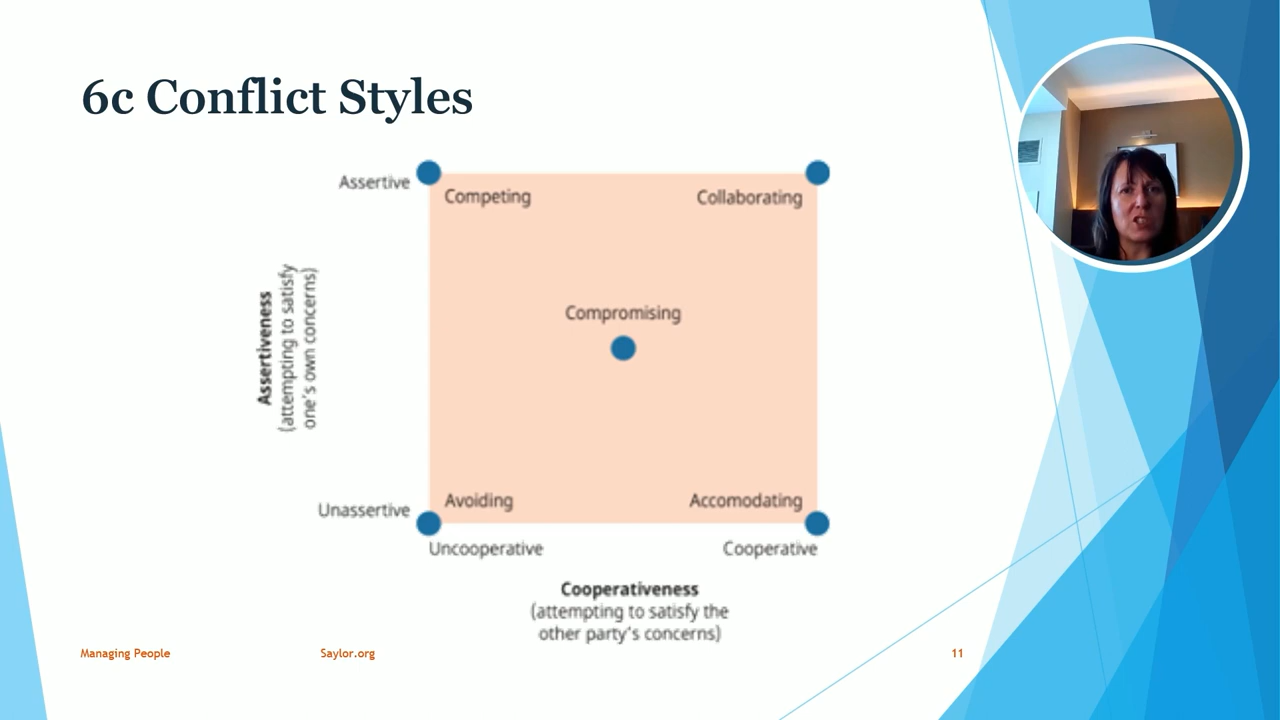 6c Conflict Styles
Assertive
Competing
Collaborating
Assertiveness
(attempting to satisfy
one's own concerns)
Compromising
Unassertive
Avoiding
Accomodating
Uncooperative
Cooperative
Cooperativeness
(attempting to satisfy the
other party's concerns)
Managing People
Saylor.org
11